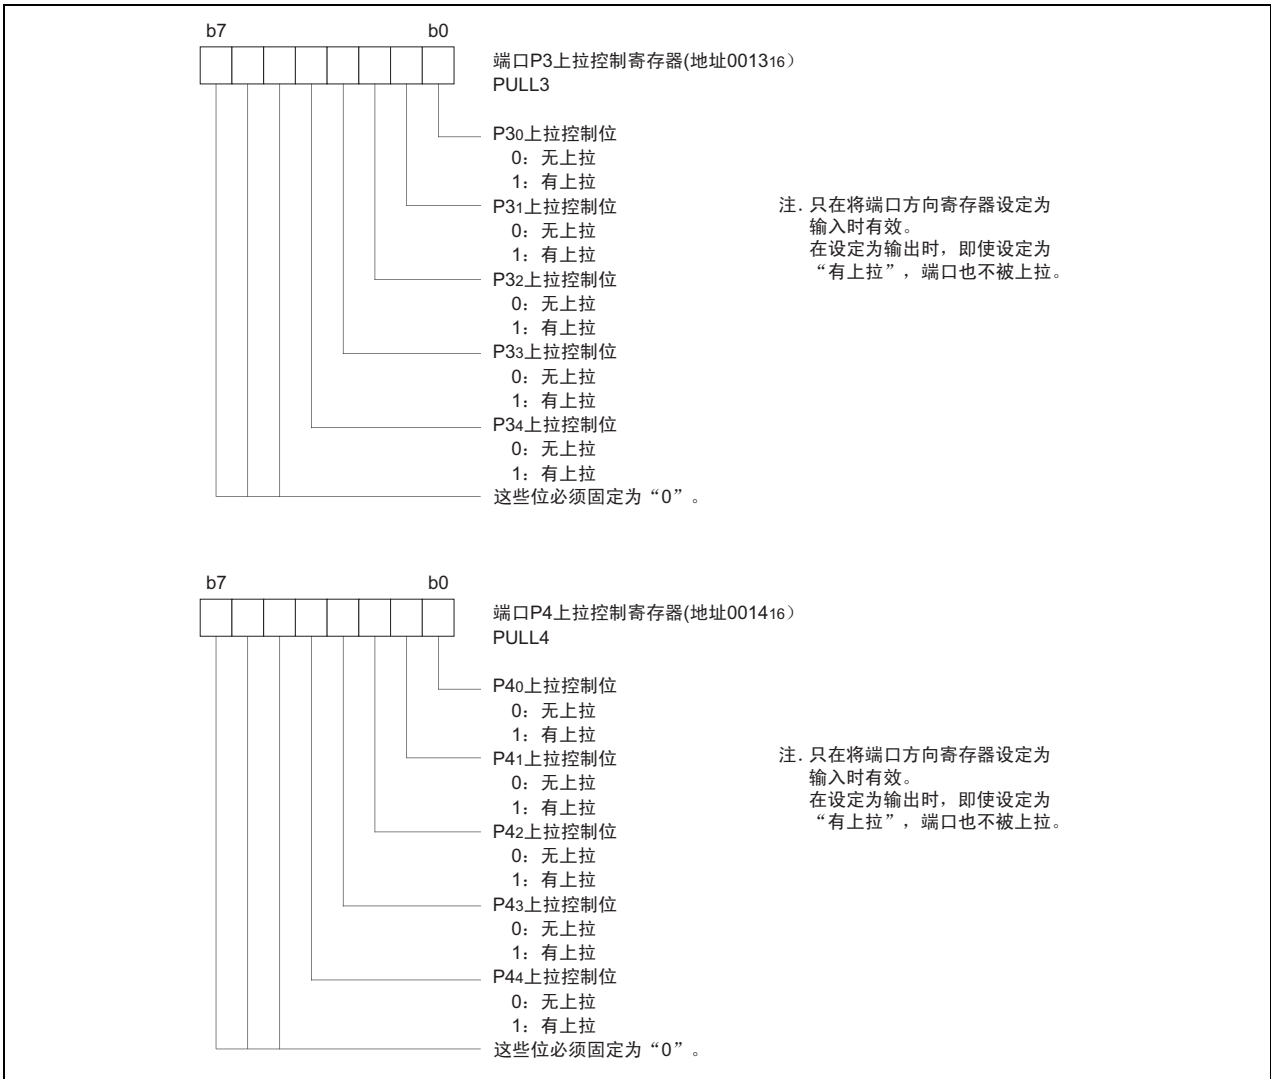 b7 b0
端口P3上拉控制寄存器(地址001316）
PULL3
P30上拉控制位
0：无上拉
1：有上拉
P31上拉控制位
0：无上拉
1：有上拉
P32上拉控制位
0：无上拉
1：有上拉
P33上拉控制位
0：无上拉
1：有上拉
P34上拉控制位
0：无上拉
1：有上拉
这些位必须固定为“0”。
注. 只在将端口方向寄存器设定为
输入时有效。
在设定为输出时，即使设定为
“有上拉”，端口也不被上拉。
b7 b0
端口P4上拉控制寄存器(地址001416）
PULL4
P40上拉控制位
0：无上拉
1：有上拉
P41上拉控制位
0：无上拉
1：有上拉
P42上拉控制位
0：无上拉
1：有上拉
P43上拉控制位
0：无上拉
1：有上拉
P44上拉控制位
0：无上拉
1：有上拉
这些位必须固定为“0”。
注. 只在将端口方向寄存器设定为
输入时有效。
在设定为输出时，即使设定为
“有上拉”，端口也不被上拉。